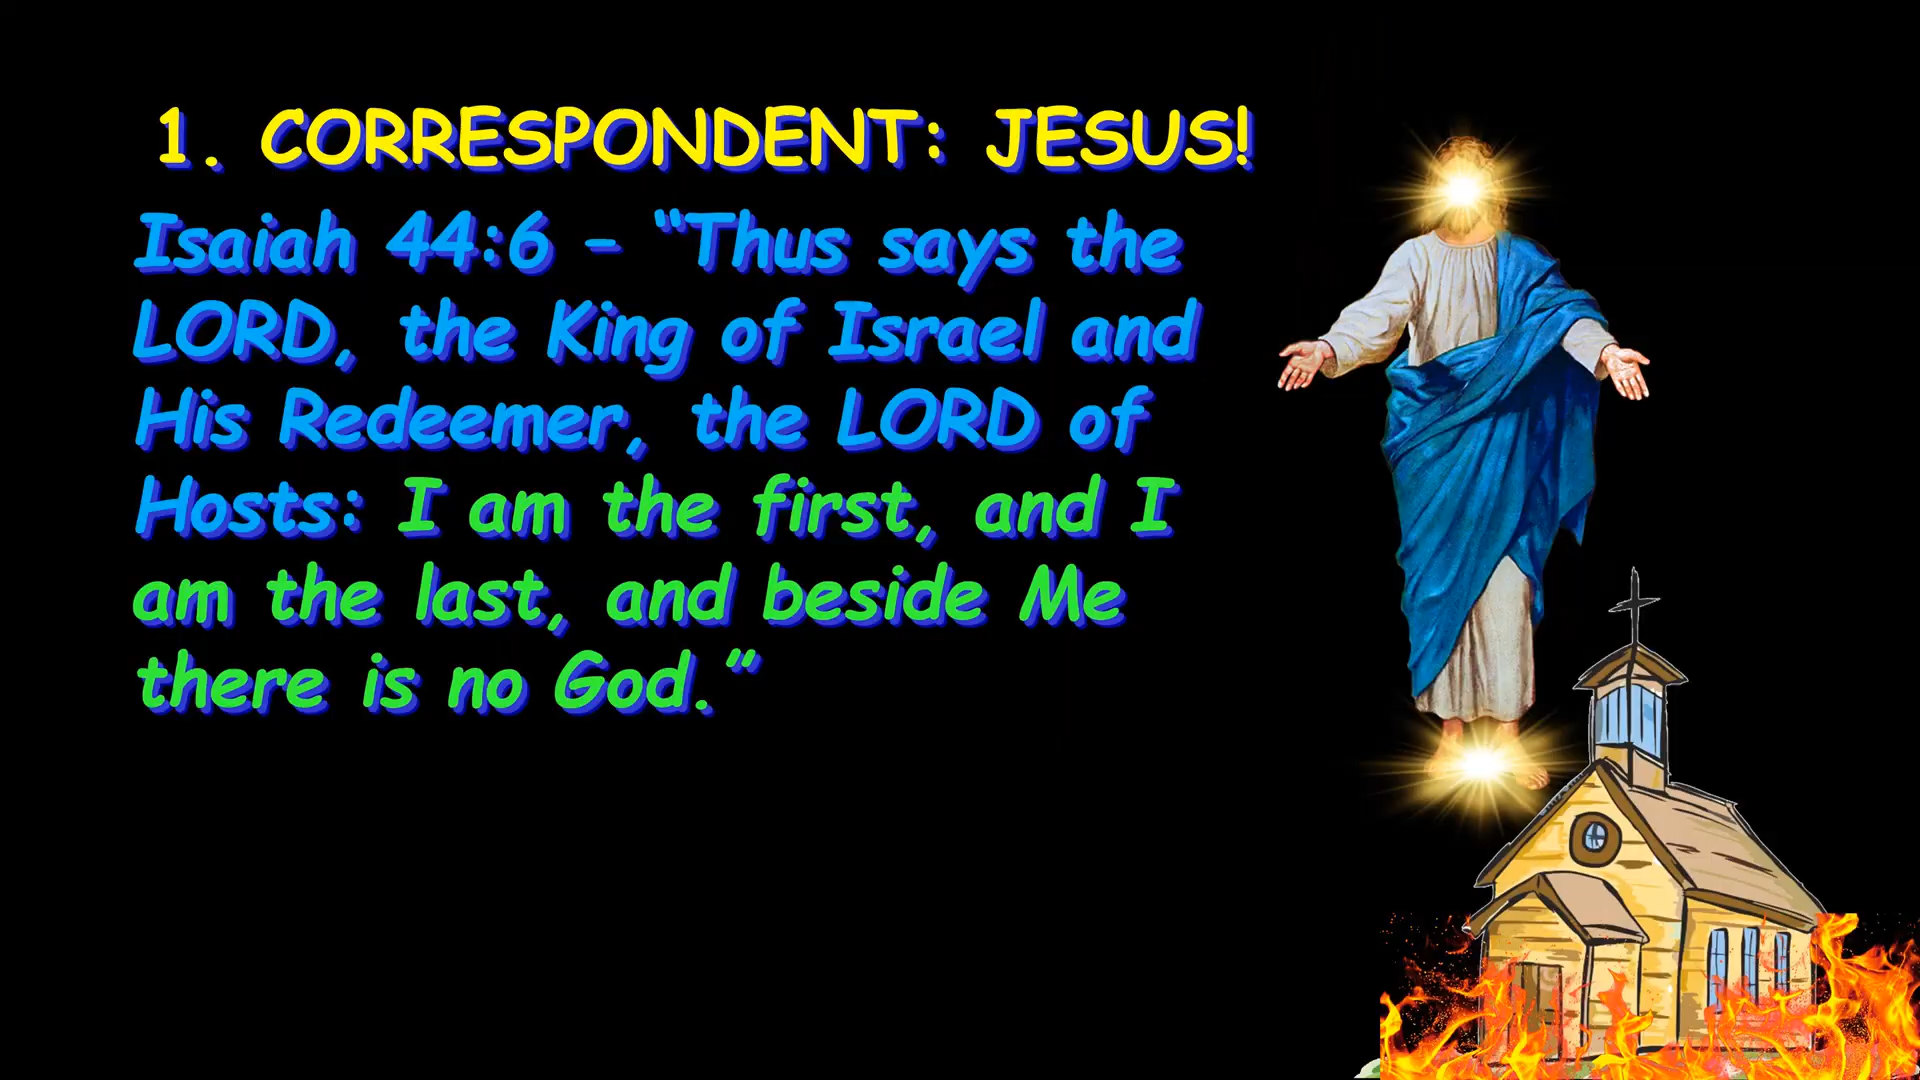 1. CORRESPONDENT: JESUS!
Isaiah 44:6 – “Thus says the
LORD, the King of Israel and
His Redeemer, the LORD of
Hosts: I am the first, and I
am the last, and beside Me
there is no God.”